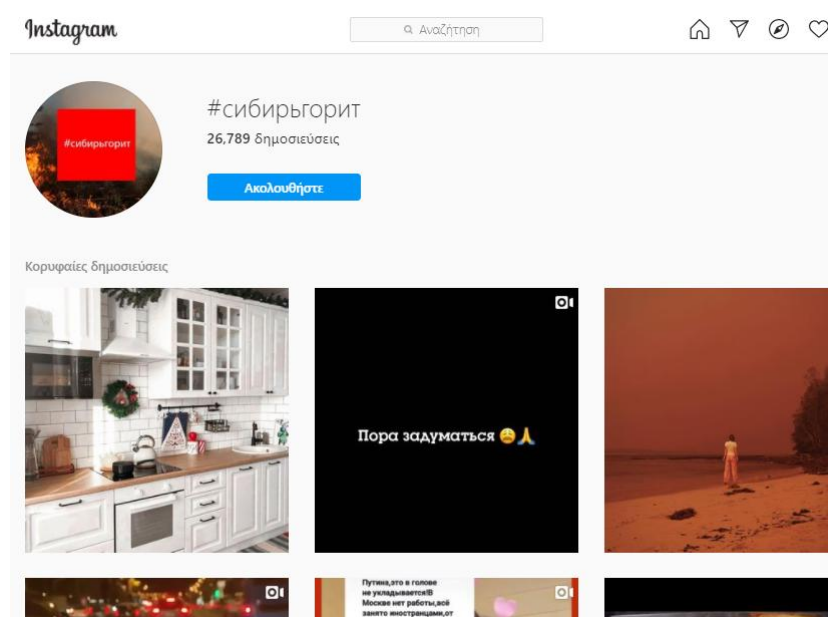 Instagram
Αναζήτηση
#сибирьгорит
#сибирьгорит
26,789 δημοσιεύσεις
Ακολουθήστε
Κορυφαίες δημοσιεύσεις
Пора задуматься 😩🙏
Путина,это в голове
не укладывается!В
Москве нет работы,всё
занято иностранцами,от